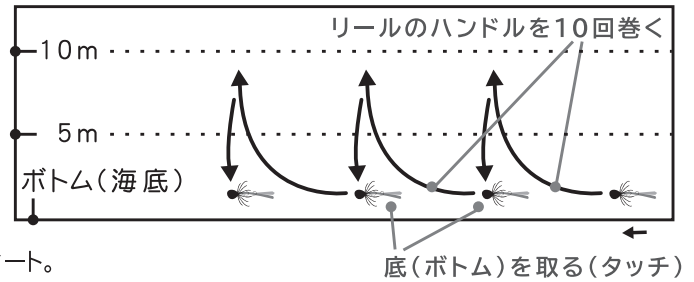 リールのハンドルを10回巻く
10m
5m
ボトム(海底)
ート。
底(ボトム)を取る(タッチ)